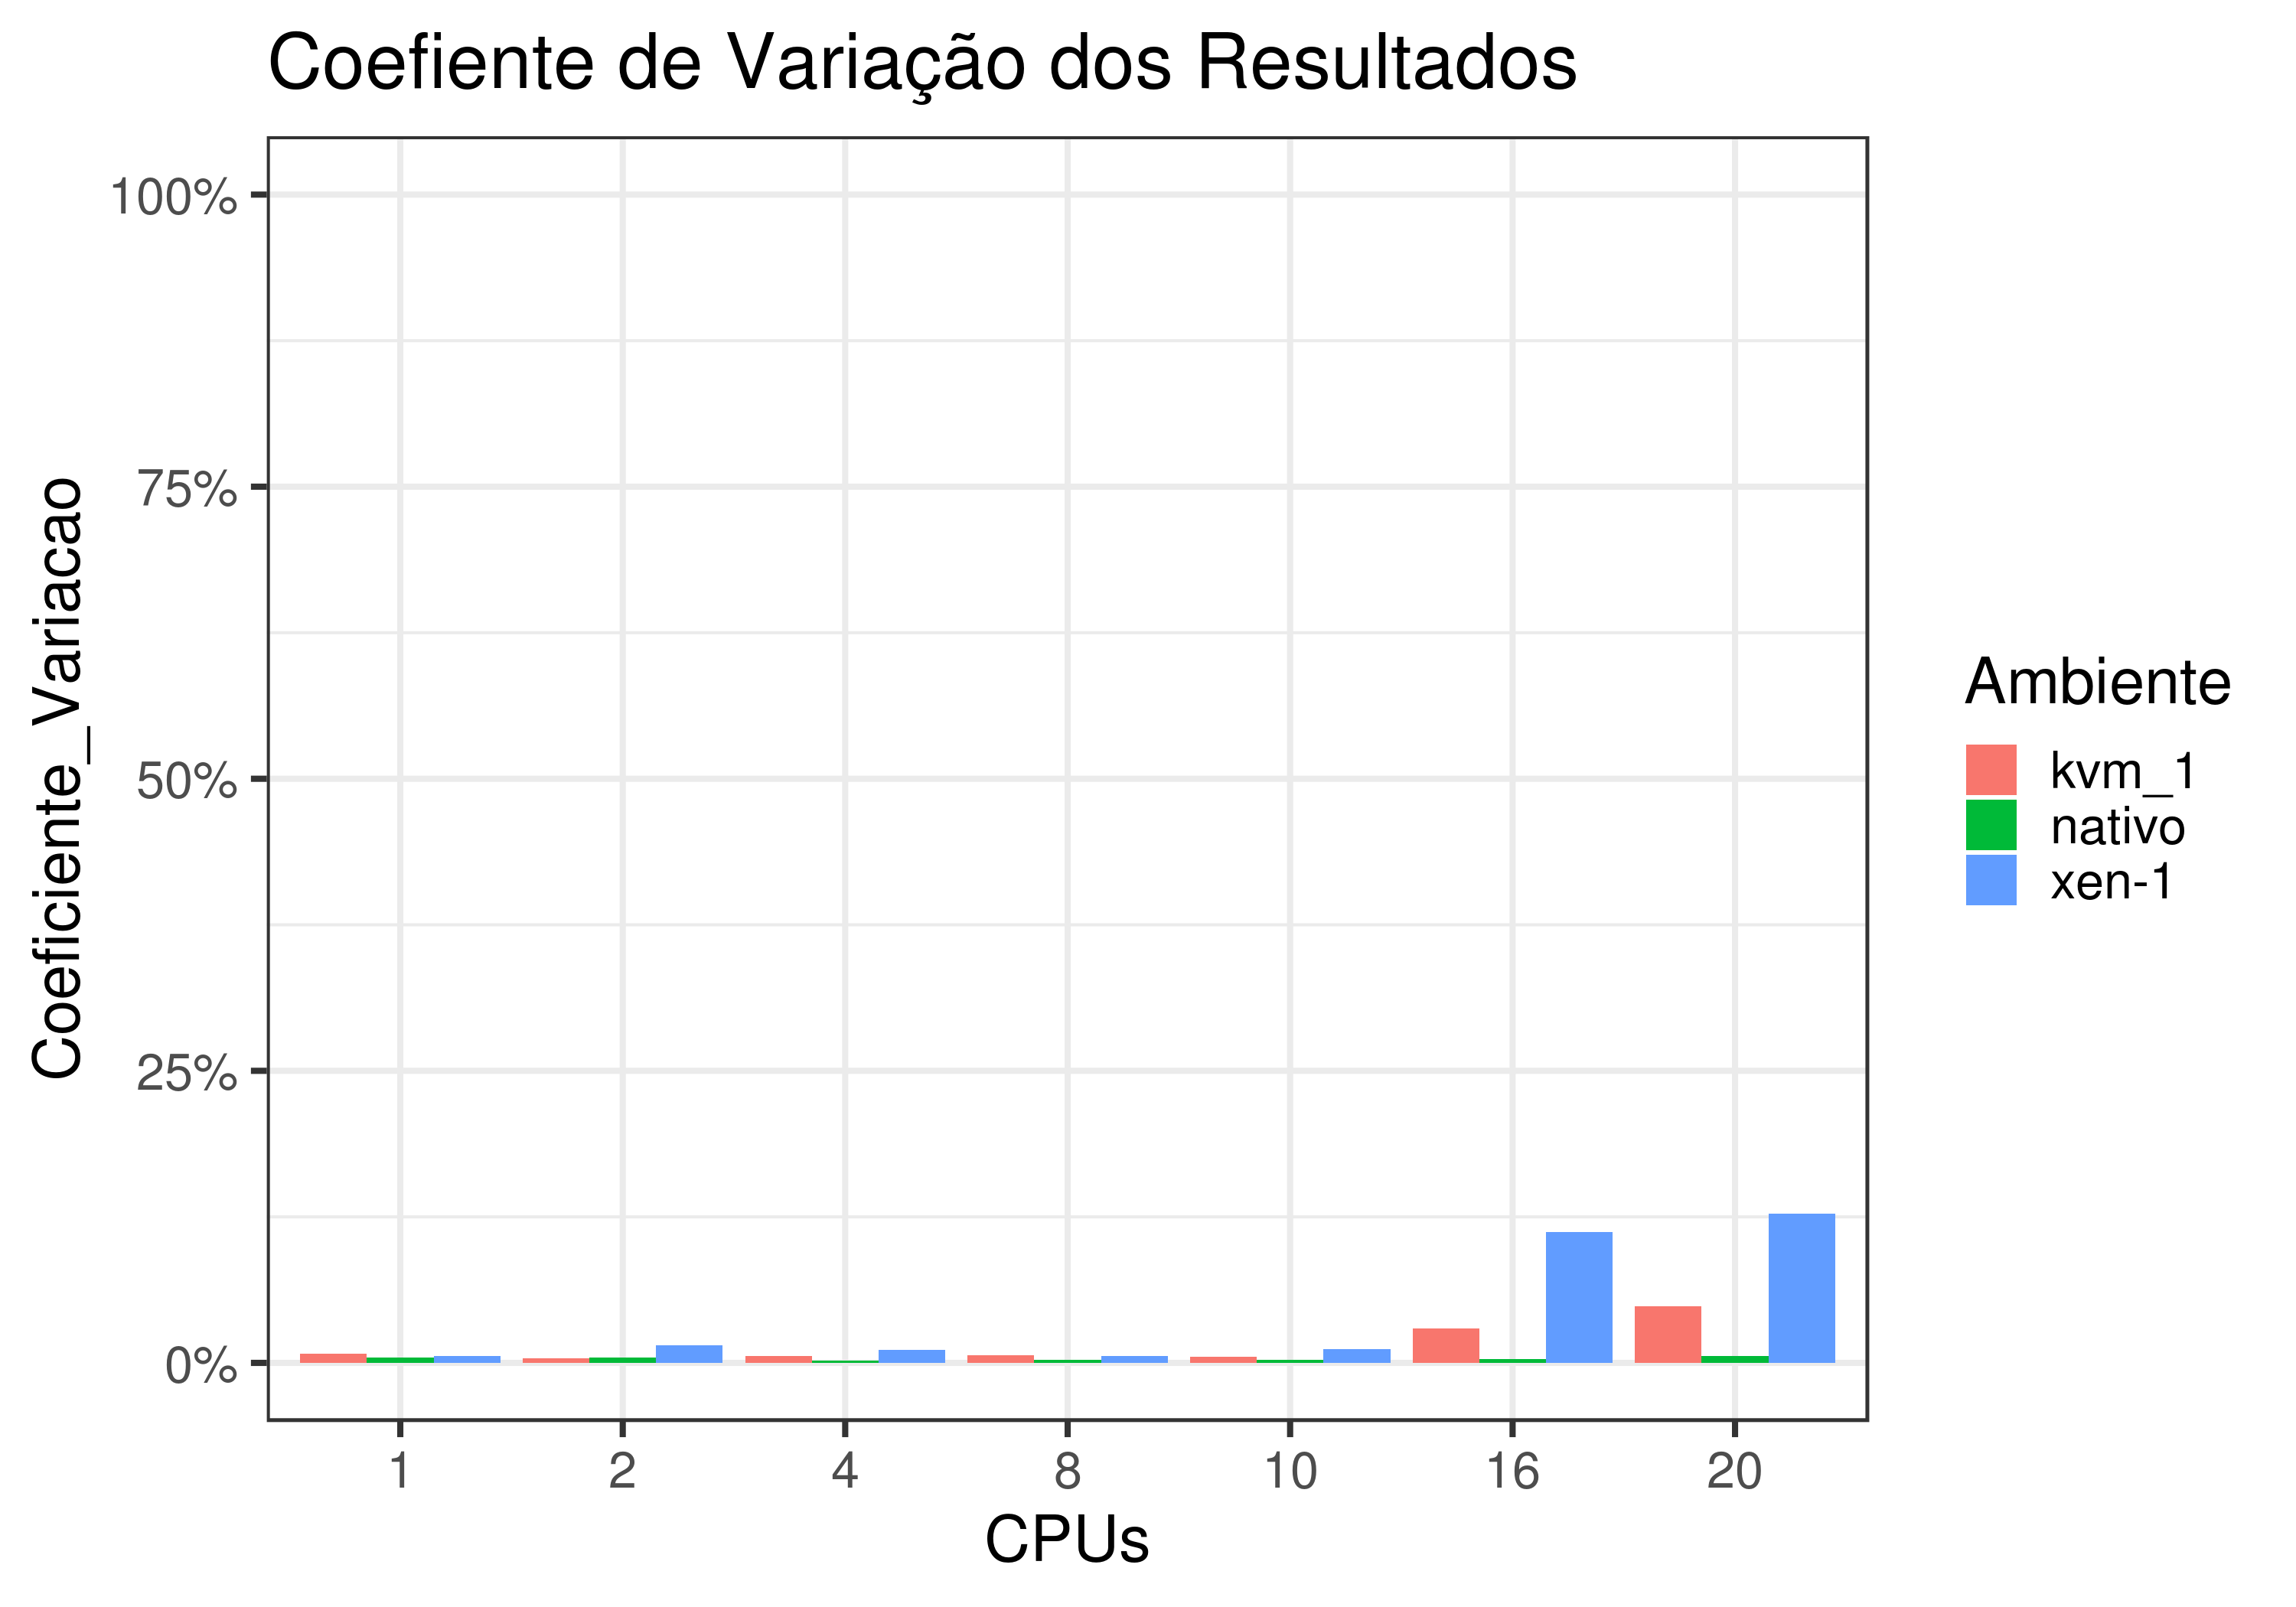 Coefiente de Variação dos Resultados
Coeficiente_Variacao
100%
75%
50%
25%
0%
1 2 4 8 10 16 20
CPUs
Ambiente
kvm_1
nativo
xen-1